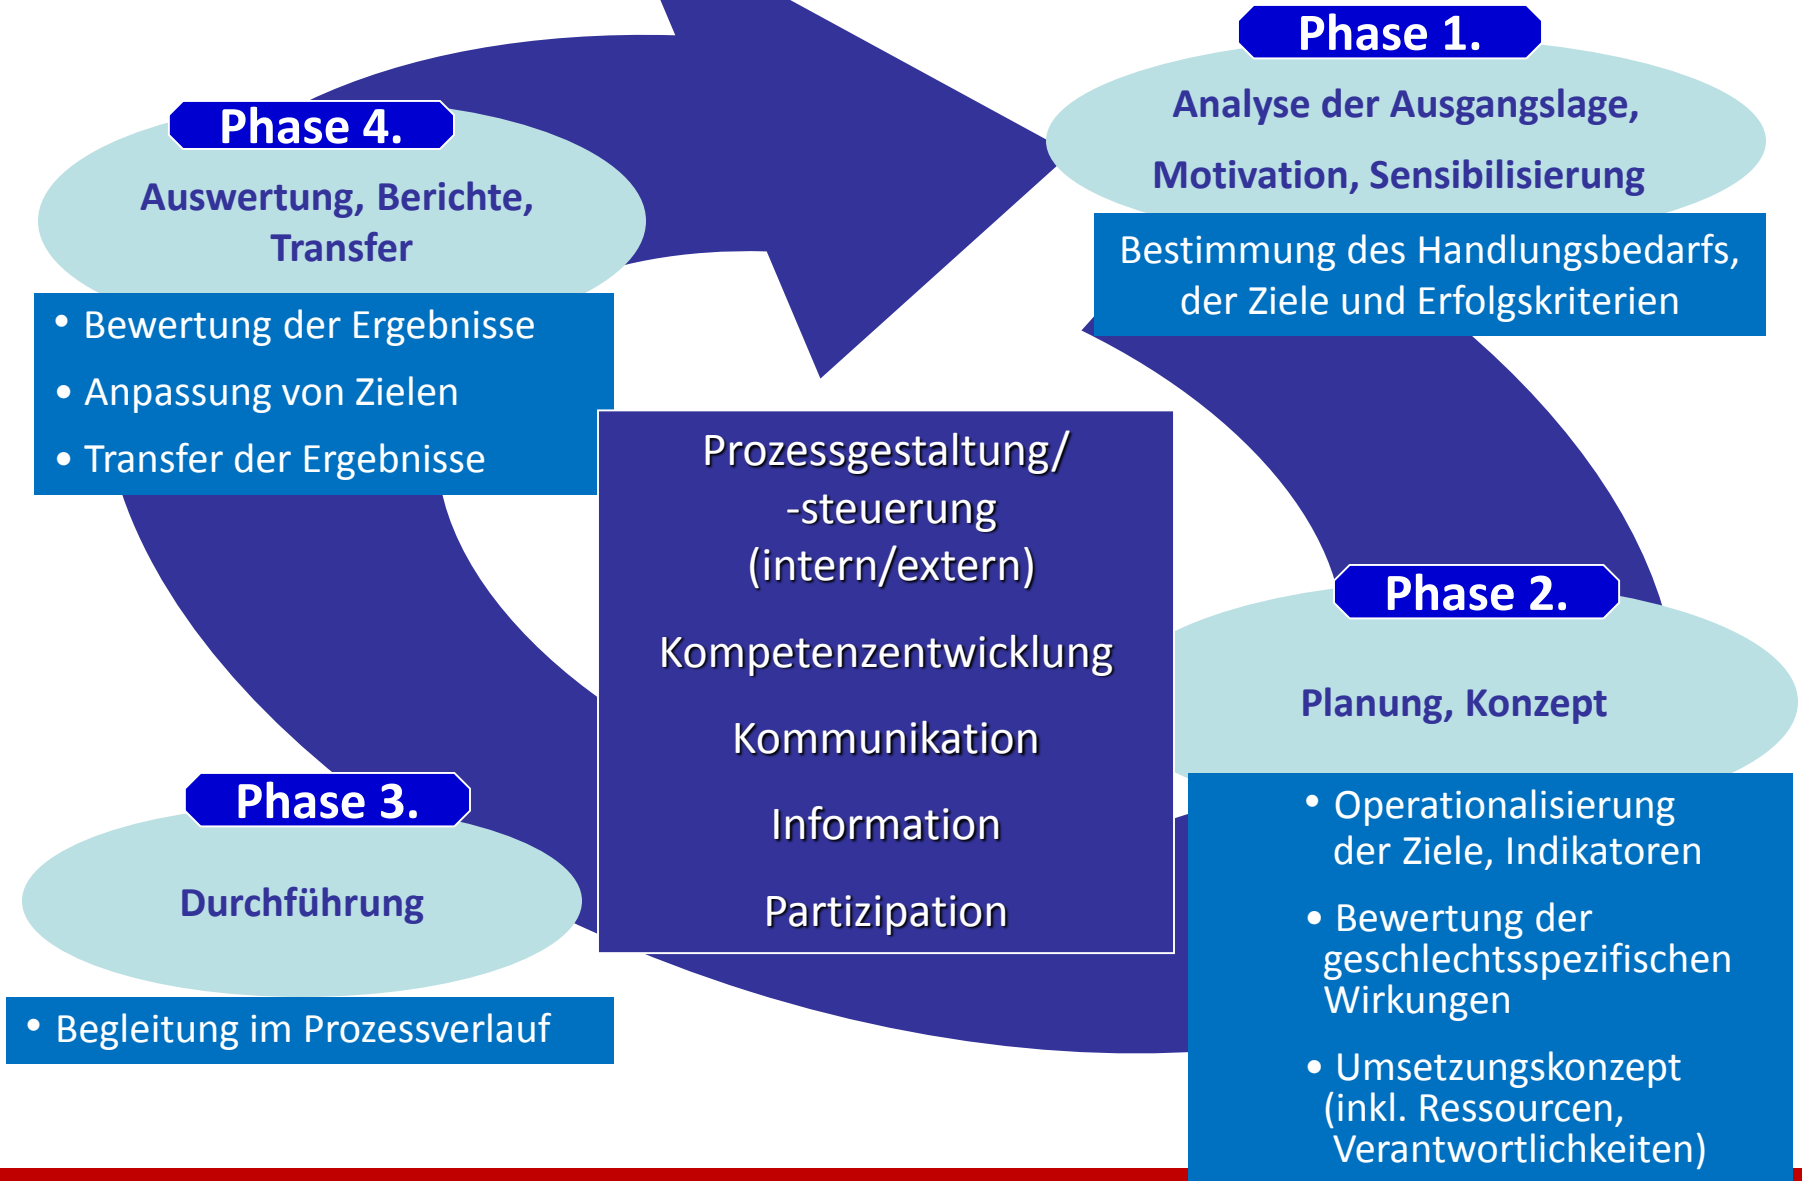 Phase 1.
Analyse der Ausgangslage,
Motivation, Sensibilisierung
Bestimmung des Handlungsbedarfs,
der Ziele und Erfolgskriterien
Phase 2.
Planung, Konzept
• Operationalisierung
der Ziele, Indikatoren
• Bewertung der
geschlechtsspezifischen
Wirkungen
• Umsetzungskonzept
(inkl. Ressourcen,
Verantwortlichkeiten)
Phase 3.
Durchführung
• Begleitung im Prozessverlauf
Phase 4.
Auswertung, Berichte,
Transfer
• Bewertung der Ergebnisse
• Anpassung von Zielen
• Transfer der Ergebnisse
Prozessgestaltung/
-steuerung
(intern/extern)
Kompetenzentwicklung
Kommunikation
Information
Partizipation